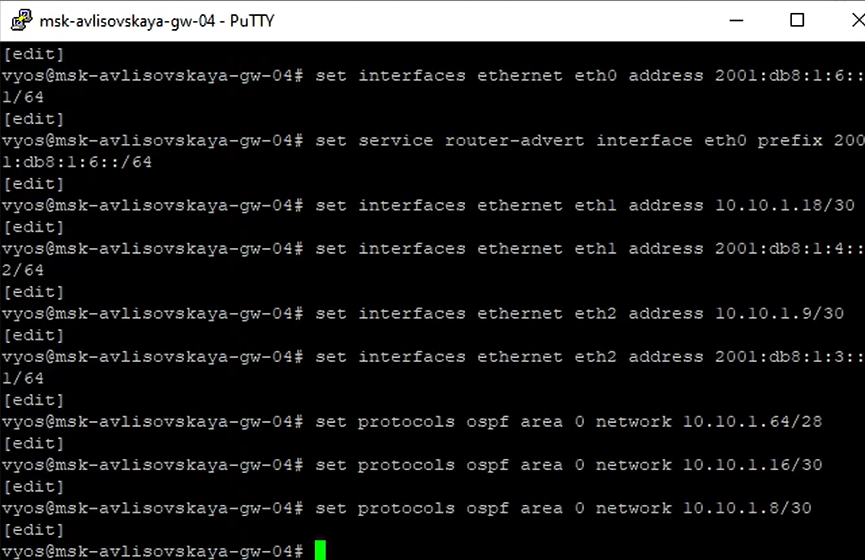 msk-avlisovskaya-gw-04 - PuTTY
[edit]
vyos@msk-avlisovskaya-gw-04# set interfaces ethernet eth0 address 2001:db8:1:6::
1/64
[edit]
vyos@msk-avlisovskaya-gw-04# set service router-advert interface eth0 prefix 200
1:db8:1:6::/64
[edit]
vyos@msk-avlisovskaya-gw-04# set interfaces ethernet eth1 address 10.10.1.18/30
[edit]
vyos@msk-avlisovskaya-gw-04# set interfaces ethernet eth1 address 2001:db8:1:4::
2/64
[edit]
vyos@msk-avlisovskaya-gw-04# set interfaces ethernet eth2 address 10.10.1.9/30
[edit]
vyos@msk-avlisovskaya-gw-04# set interfaces ethernet eth2 address 2001:db8:1:3::
1/64
[edit]
vyos@msk-avlisovskaya-gw-04# set protocols ospf area 0 network 10.10.1.64/28
[edit]
vyos@msk-avlisovskaya-gw-04# set protocols ospf area 0 network 10.10.1.16/30
[edit]
vyos@msk-avlisovskaya-gw-04# set protocols ospf area 0 network 10.10.1.8/30
[edit]
vyos@msk-avlisovskaya-gw-04#